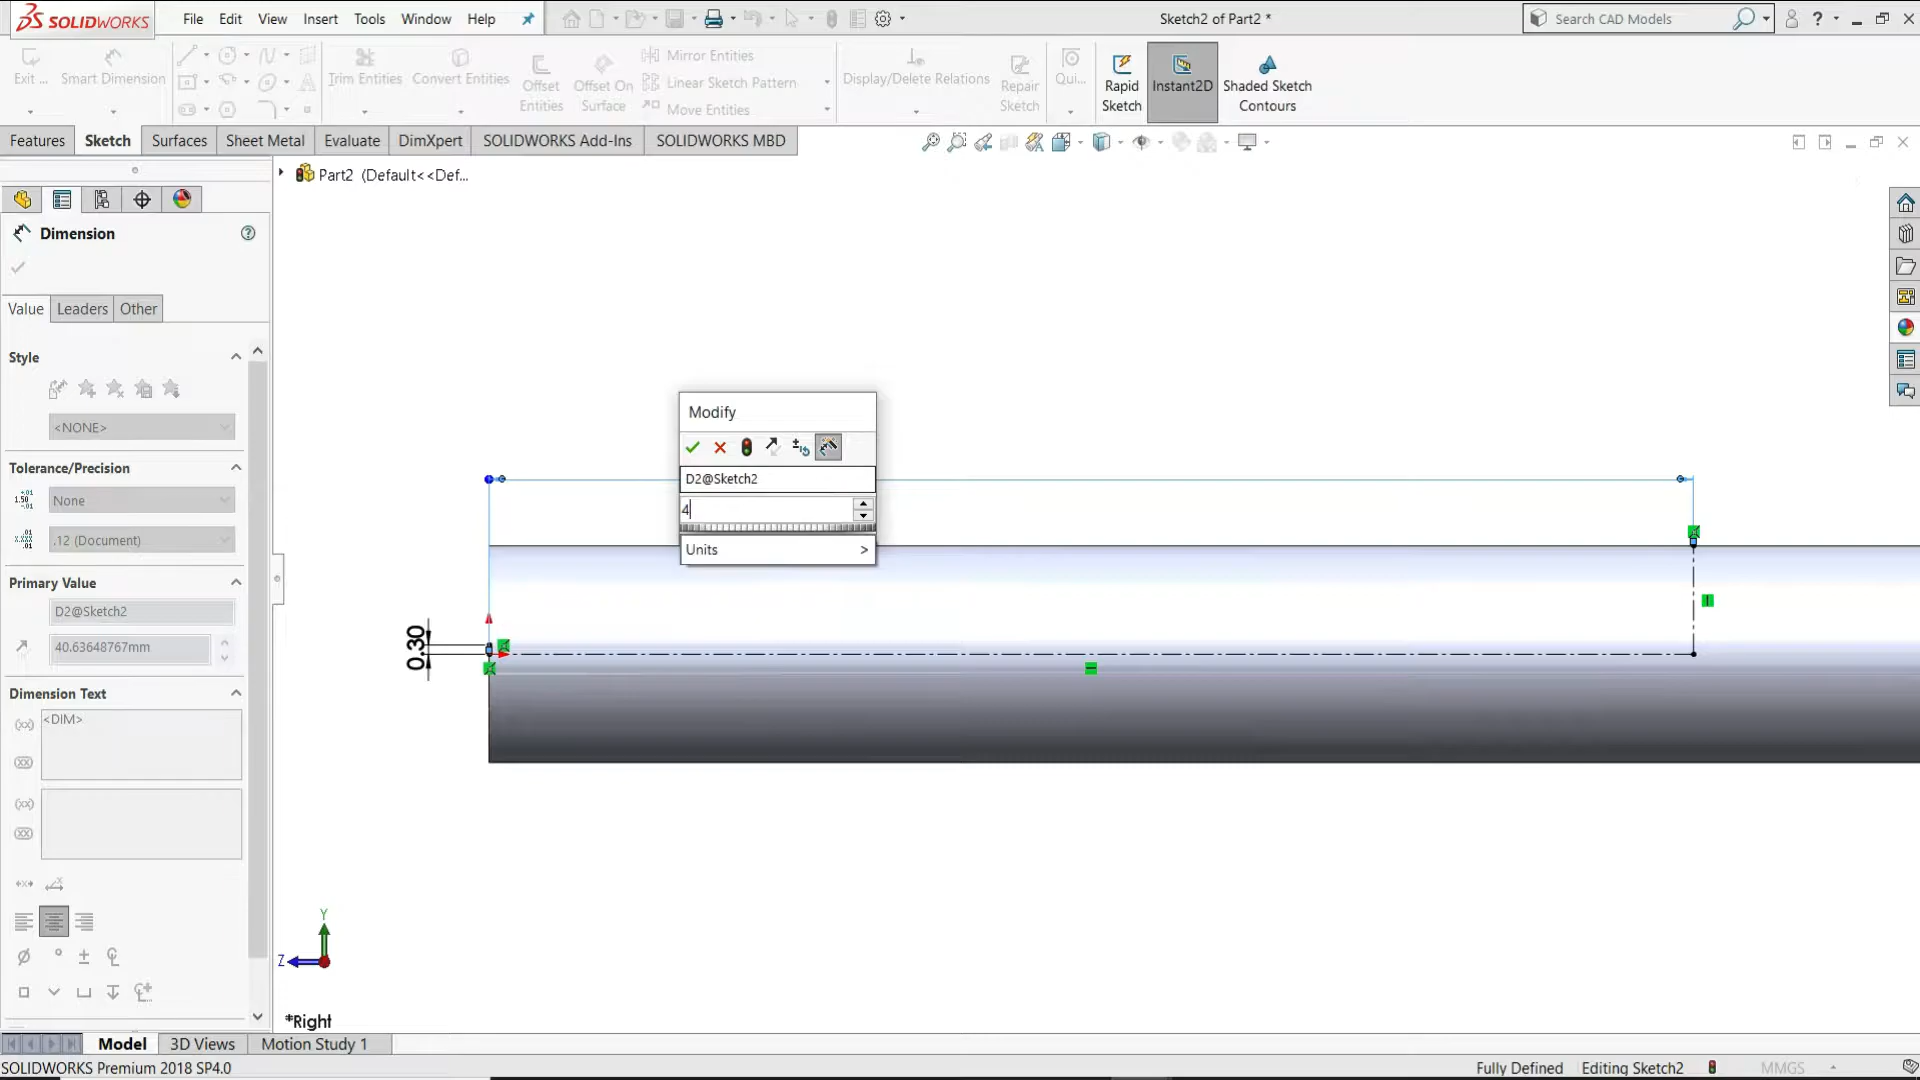 SOLIDWORKS
File Edit View Insert Tools Window Help
Sketch2 of Part2 *
Search CAD Models
Exit ...
Smart Dimension
Trim Entities
Convert Entities
Offset Entities
Offset On Surface
Mirror Entities
Linear Sketch Pattern
Move Entities
Display/Delete Relations
Repair Sketch
Qui...
Rapid Sketch
Instant2D
Shaded Sketch Contours
Features Sketch Surfaces Sheet Metal Evaluate DimXpert SOLIDWORKS Add-Ins SOLIDWORKS MBD
Part2 (Default<<Def...
Dimension
Value Leaders Other
Style
<NONE>
Tolerance/Precision
None
.12 (Document)
Primary Value
D2@Sketch2
40.63648767mm
Dimension Text
<DIM>
Modify
D2@Sketch2
4
Units >
0.30
Y
Z
*Right
Model 3D Views Motion Study 1
SOLIDWORKS Premium 2018 SP4.0
Fully Defined Editing Sketch2 MMGS